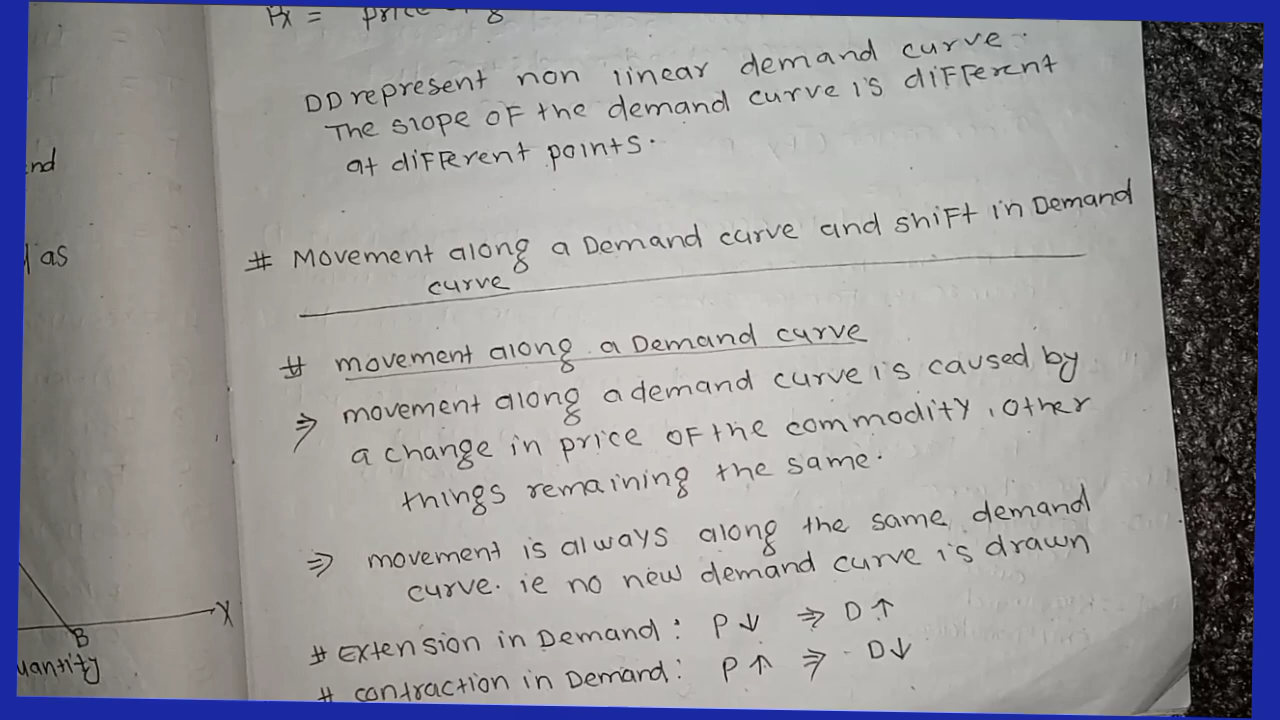 nd
as
X
B
uantity
Px = price
DD represent non linear demand curve.
The slope of the demand curve is different
at different points.
# Movement along a Demand curve and shift in Demand
curve
# movement along a Demand curve
⇒ movement along a demand curve is caused by
a change in price of the commodity, other
things remaining the same.
⇒ movement is always along the same demand
curve. ie no new demand curve is drawn
# Extension in Demand: P↓ ⇒ D↑
# contraction in Demand: P↑ ⇒ D↓